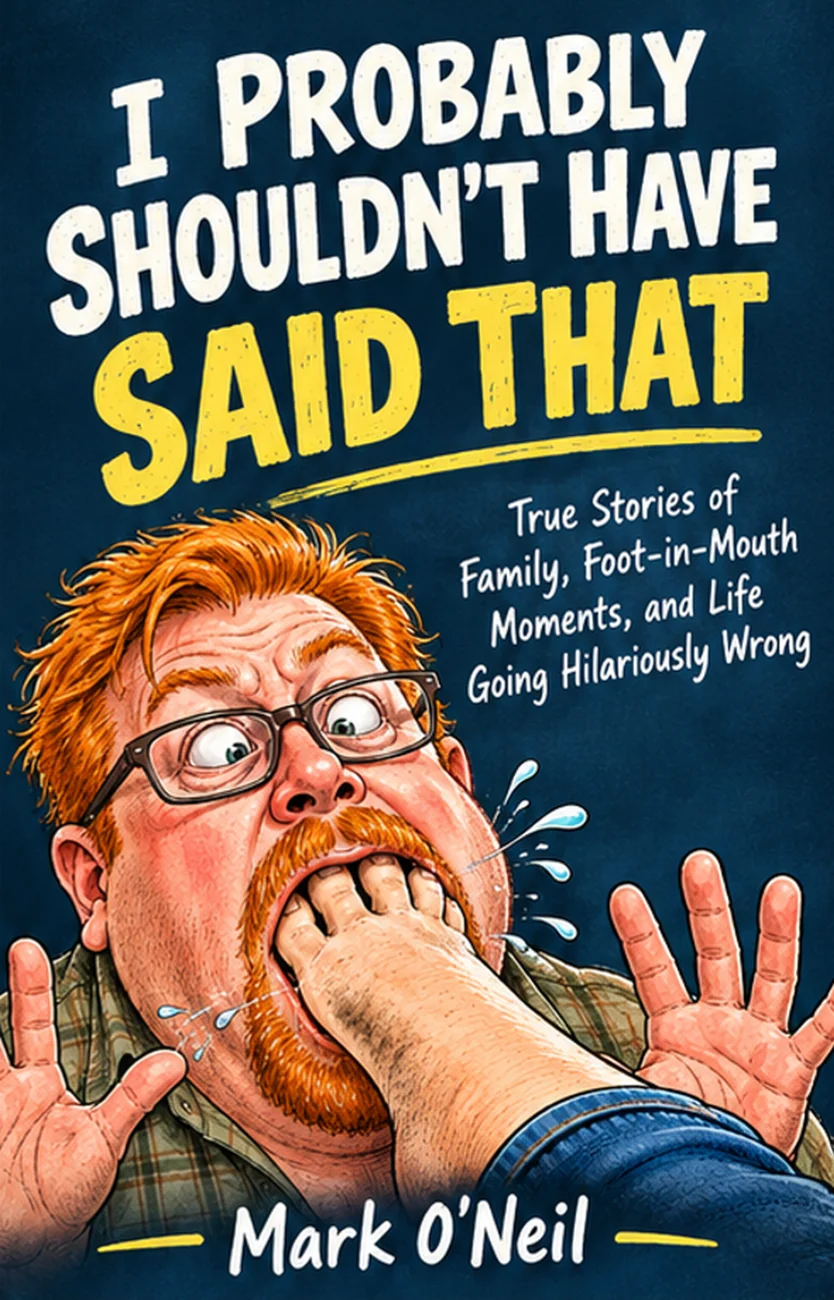 I PROBABLY
SHOULDN'T HAVE
SAID THAT
True Stories of
Family, Foot-in-Mouth
Moments, and Life
Going Hilariously Wrong
Mark O'Neil